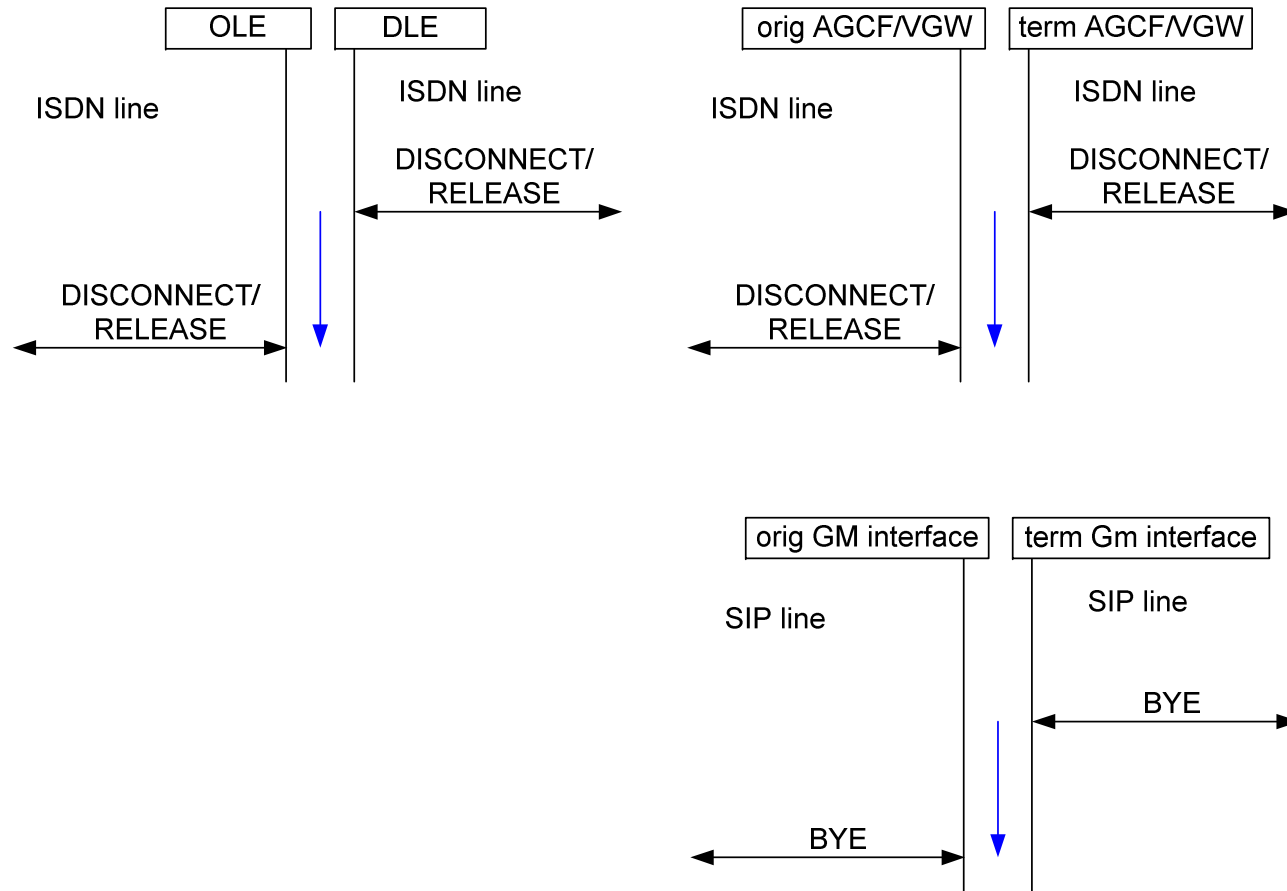 OLE
DLE
ISDN line
ISDN line
DISCONNECT/
RELEASE
DISCONNECT/
RELEASE
orig AGCF/VGW
term AGCF/VGW
ISDN line
ISDN line
DISCONNECT/
RELEASE
DISCONNECT/
RELEASE
orig GM interface
term Gm interface
SIP line
SIP line
BYE
BYE